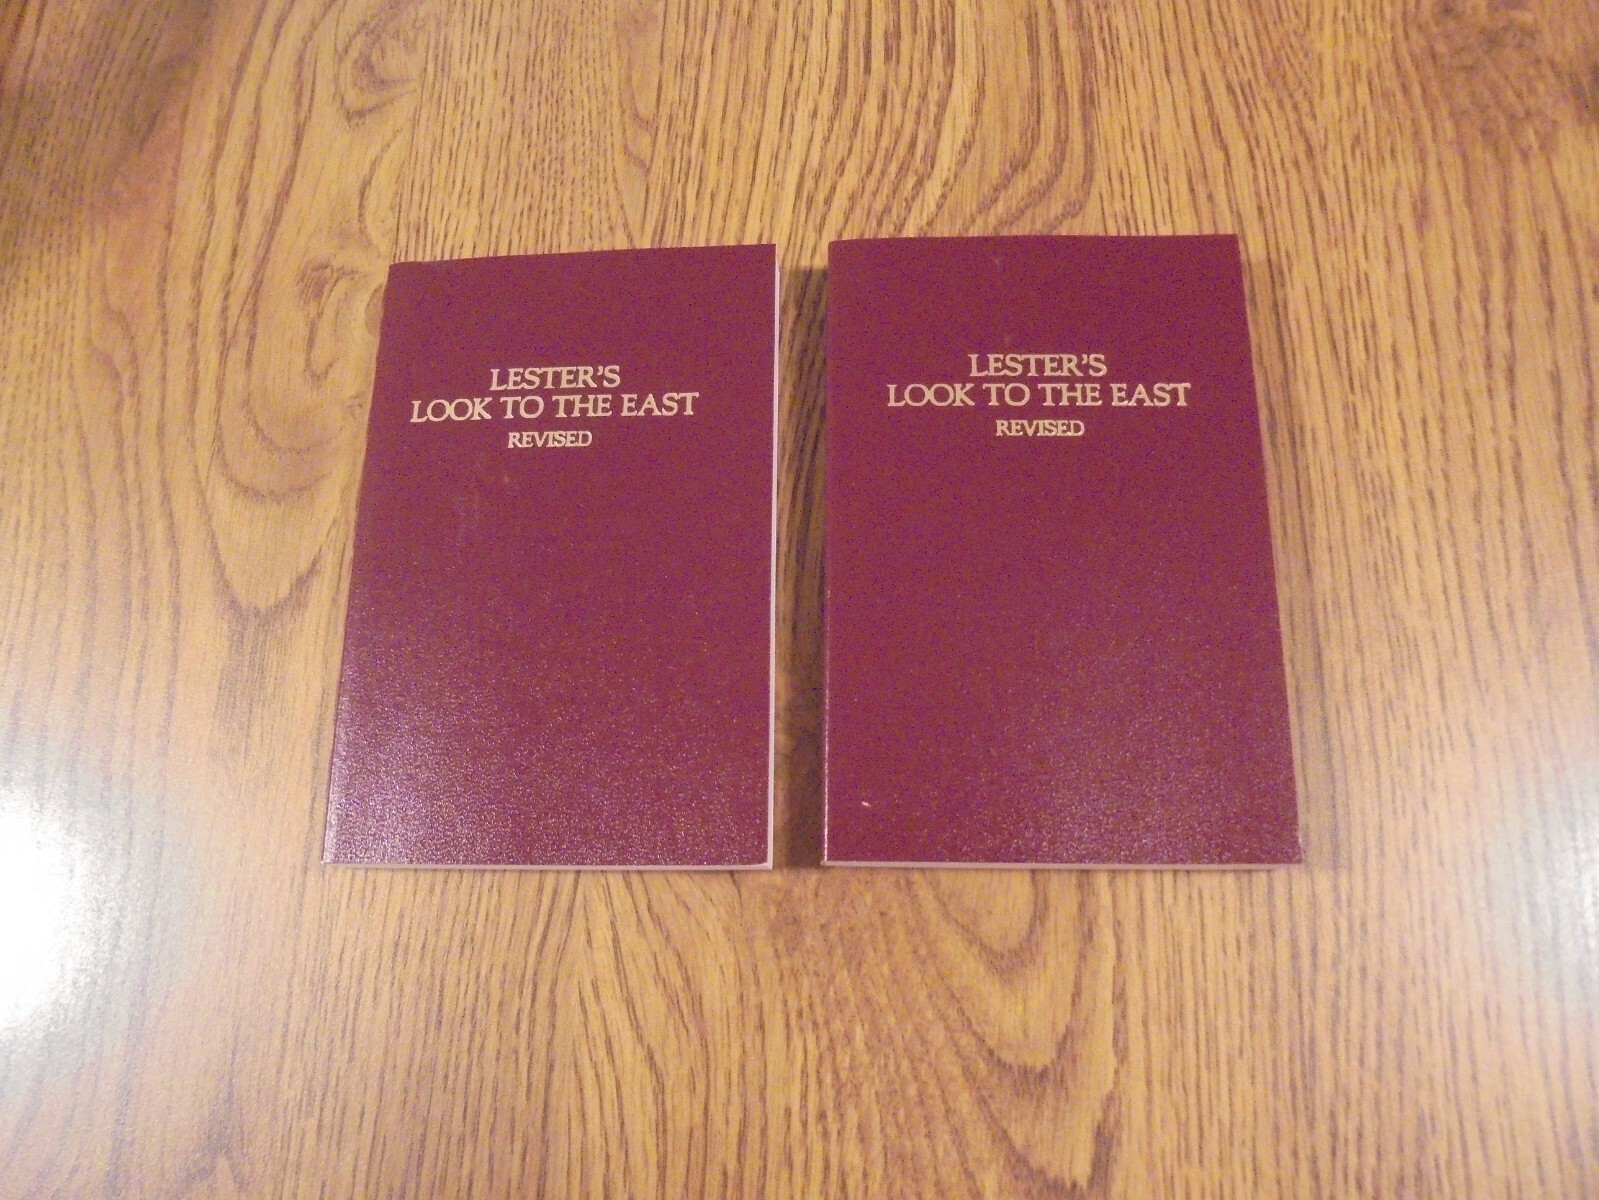 LESTER'S
LOOK TO THE EAST
REVISED
LESTER'S
LOOK TO THE EAST
REVISED